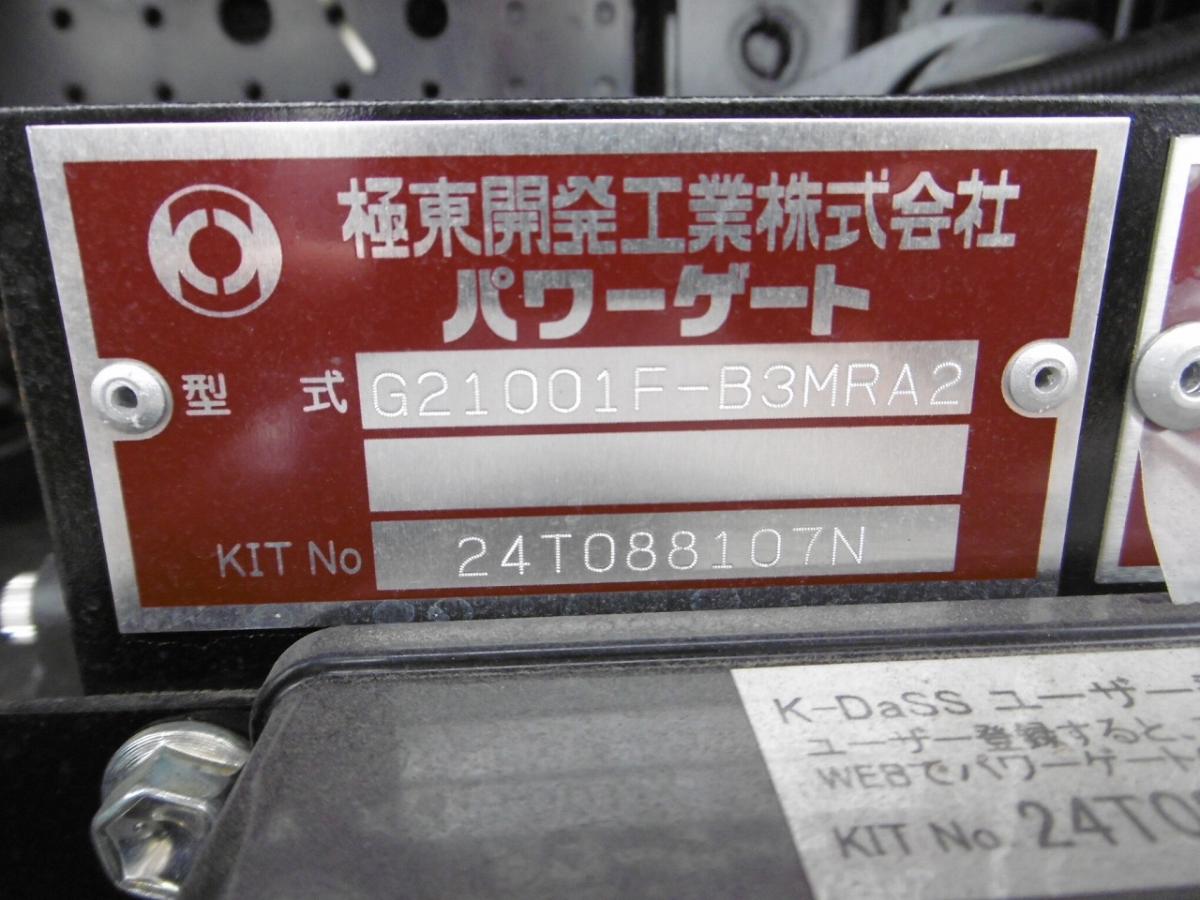 極東開発工業株式会社
パワーゲート
型 式 G21001F-B3MRA2
KIT No 24T088107N
K-DaSS ユーザー
ユーザー登録すると、
WEBでパワーゲート
KIT No. 24T0